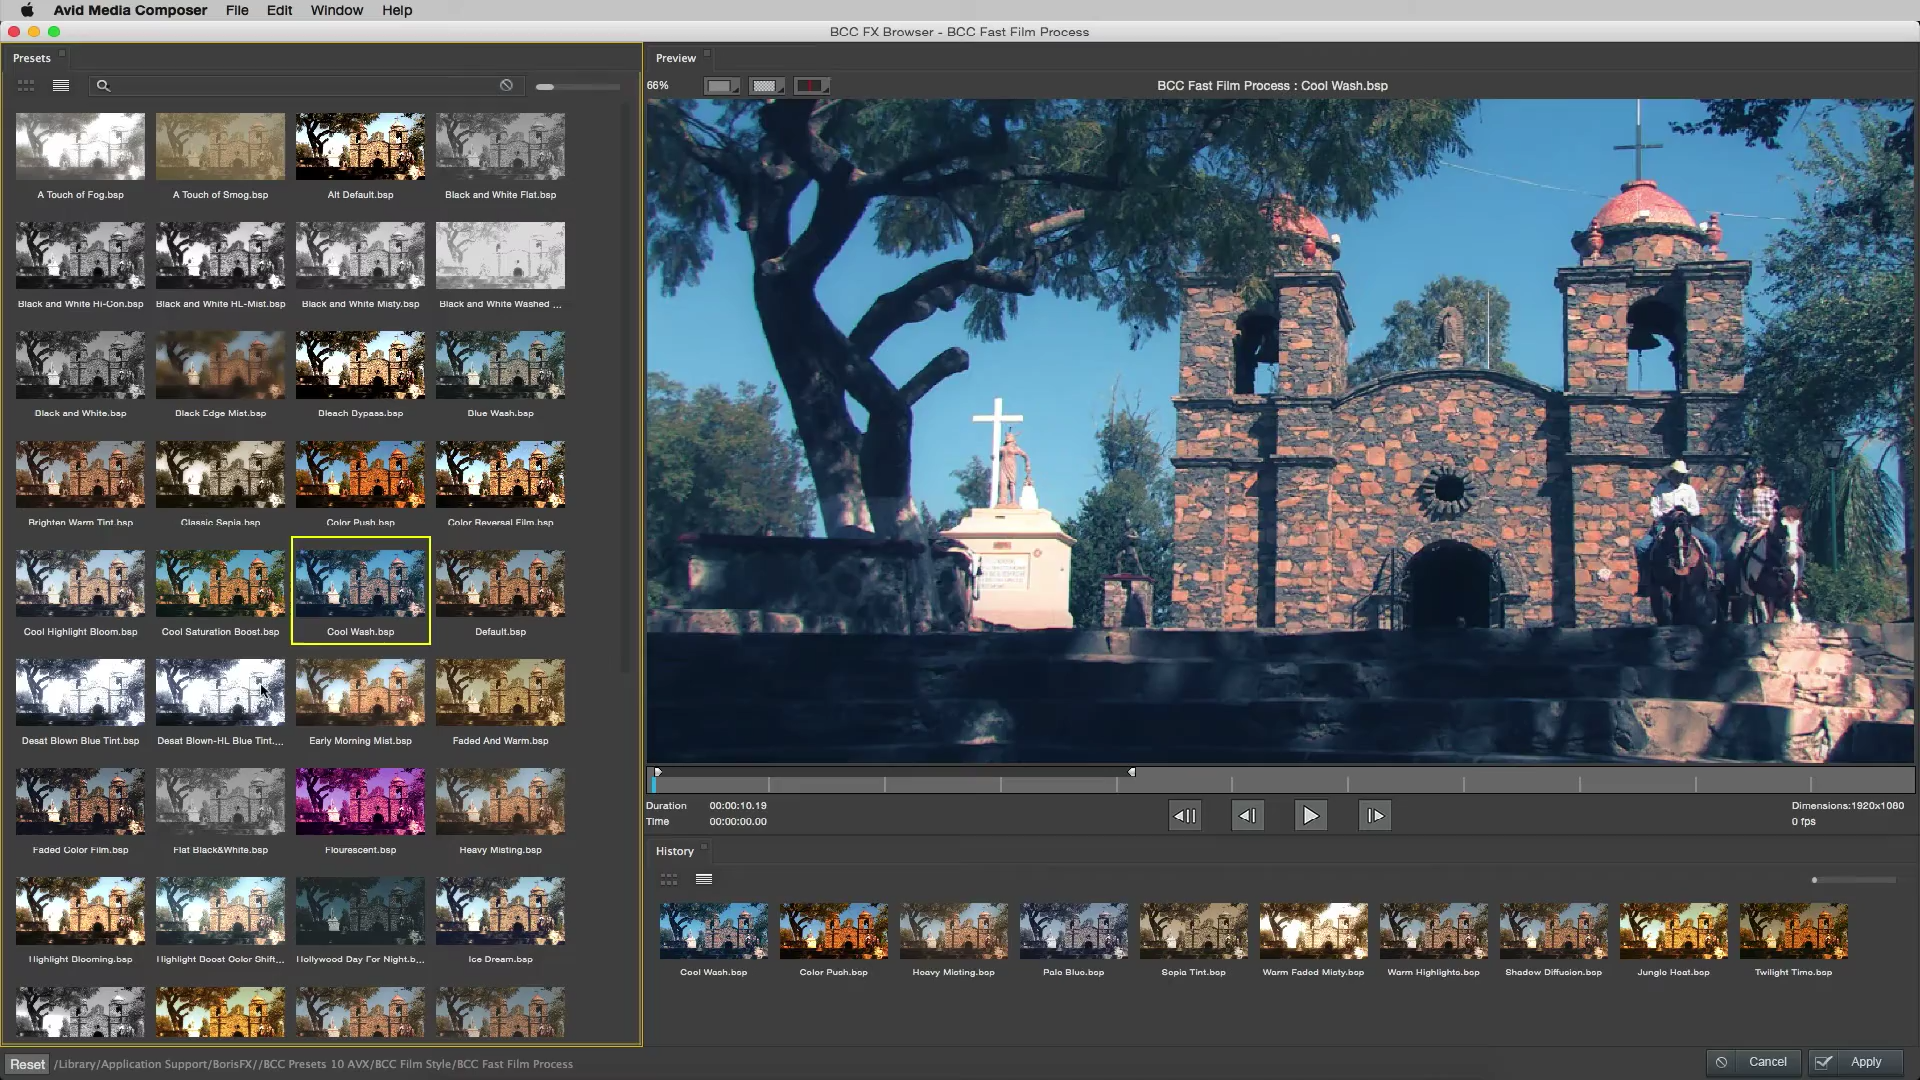 Avid Media Composer File Edit Window Help
BCC FX Browser - BCC Fast Film Process
Presets
Preview
66%
BCC Fast Film Process : Cool Wash.bsp
A Touch of Fog.bsp
A Touch of Smog.bsp
Alt Default.bsp
Black and White Flat.bsp
Black and White Hi-Con.bsp
Black and White HL-Mist.bsp
Black and White Misty.bsp
Black and White Washed ...
Black and White.bsp
Black Edge Mist.bsp
Bleach Bypass.bsp
Blue Wash.bsp
Brighten Warm Tint.bsp
Classic Sepia.bsp
Color Push.bsp
Color Reversal Film.bsp
Cool Highlight Bloom.bsp
Cool Saturation Boost.bsp
Cool Wash.bsp
Default.bsp
Desat Blown Blue Tint.bsp
Desat Blown-HL Blue Tint....
Early Morning Mist.bsp
Faded And Warm.bsp
Faded Color Film.bsp
Flat Black&White.bsp
Flourescent.bsp
Heavy Misting.bsp
Highlight Blooming.bsp
Highlight Boost Color Shift...
Hollywood Day For Night.b...
Ice Dream.bsp
Duration 00:00:10.19
Time 00:00:00.00
Dimensions:1920x1080
0 fps
History
Cool Wash.bsp
Color Push.bsp
Heavy Misting.bsp
Pale Blue.bsp
Sepia Tint.bsp
Warm Faded Misty.bsp
Warm Highlights.bsp
Shadow Diffusion.bsp
Jungle Heat.bsp
Twilight Time.bsp
Reset /Library/Application Support/BorisFX//BCC Presets 10 AVX/BCC Film Style/BCC Fast Film Process
Cancel
Apply